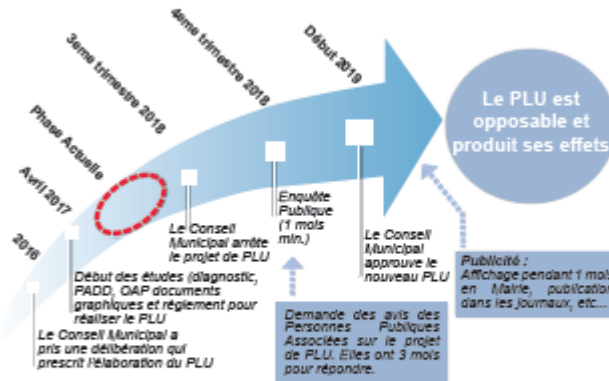 2016
Avril 2017
Phase Actuelle
3eme trimestre 2018
4eme trimestre 2018
Début 2019
Le Conseil Municipal a
pris une délibération qui
prescrit l'élaboration du PLU
Début des études (diagnostic,
PADD, OAP documents
graphiques et réglement pour
réaliser le PLU
Le Conseil
Municipal arrête
le projet de PLU
Enquête
Publique
(1 mois
min.)
Le Conseil
Municipal
approuve le
nouveau PLU
Demande des avis des
Personnes Publiques
Associées sur le projet
de PLU. Elles ont 3 mois
pour répondre.
Publicité :
Affichage pendant 1 mois
en Mairie, publication
dans les journaux, etc...
Le PLU est
opposable et
produit ses effets